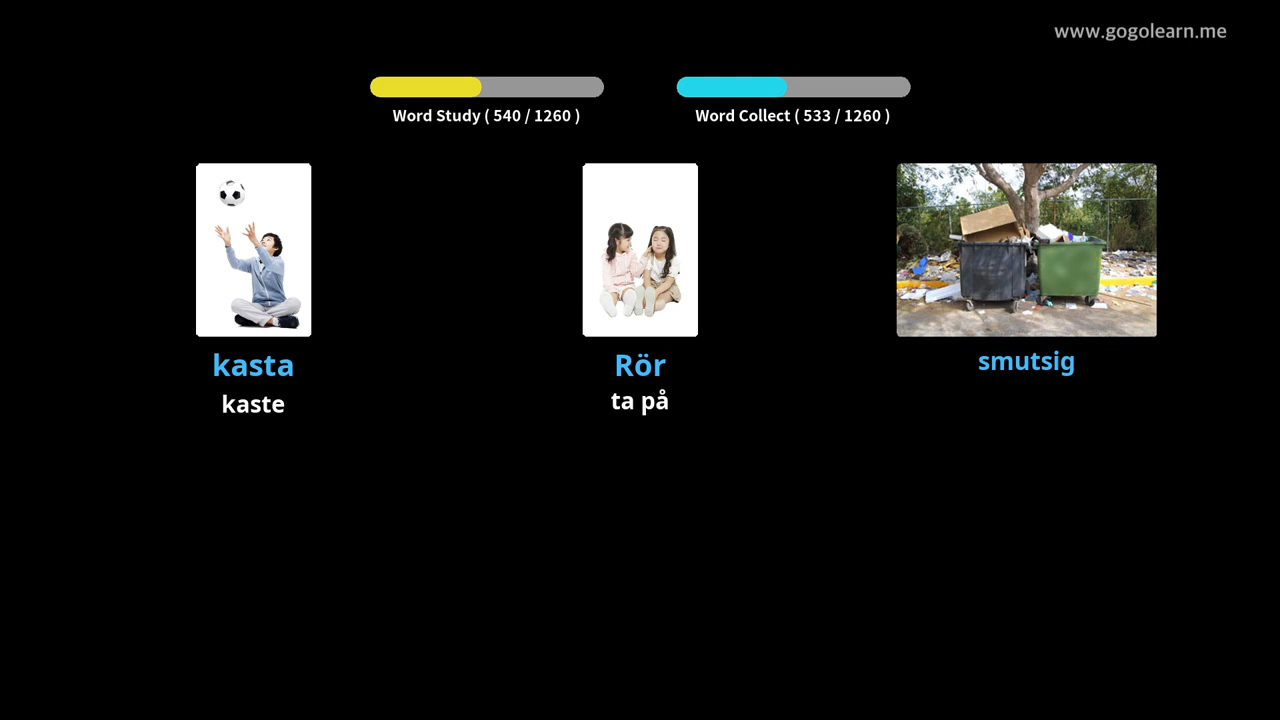 www.gogolearn.me
Word Study ( 540 / 1260 )
Word Collect ( 533 / 1260 )
kasta
kaste
Rör
ta på
smutsig